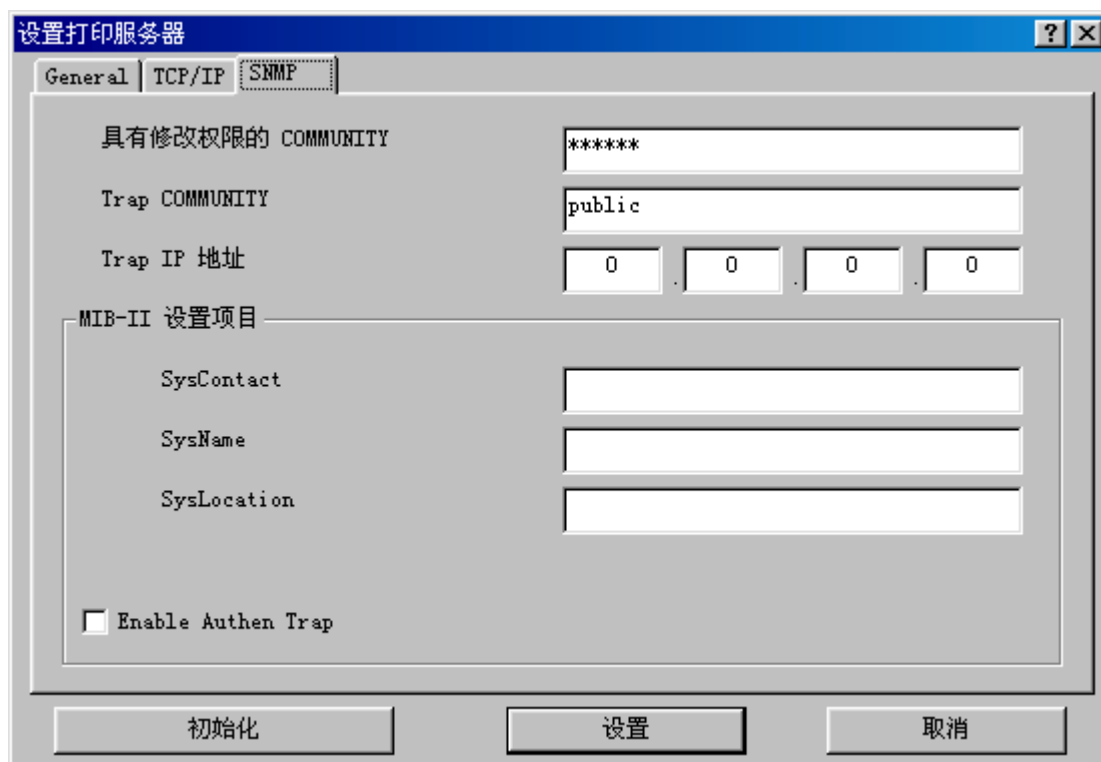 设置打印服务器
General TCP/IP SNMP
具有修改权限的 COMMUNITY ******
Trap COMMUNITY public
Trap IP 地址 0 . 0 . 0 . 0
MIB-II 设置项目
SysContact
SysName
SysLocation
Enable Authen Trap
初始化 设置 取消